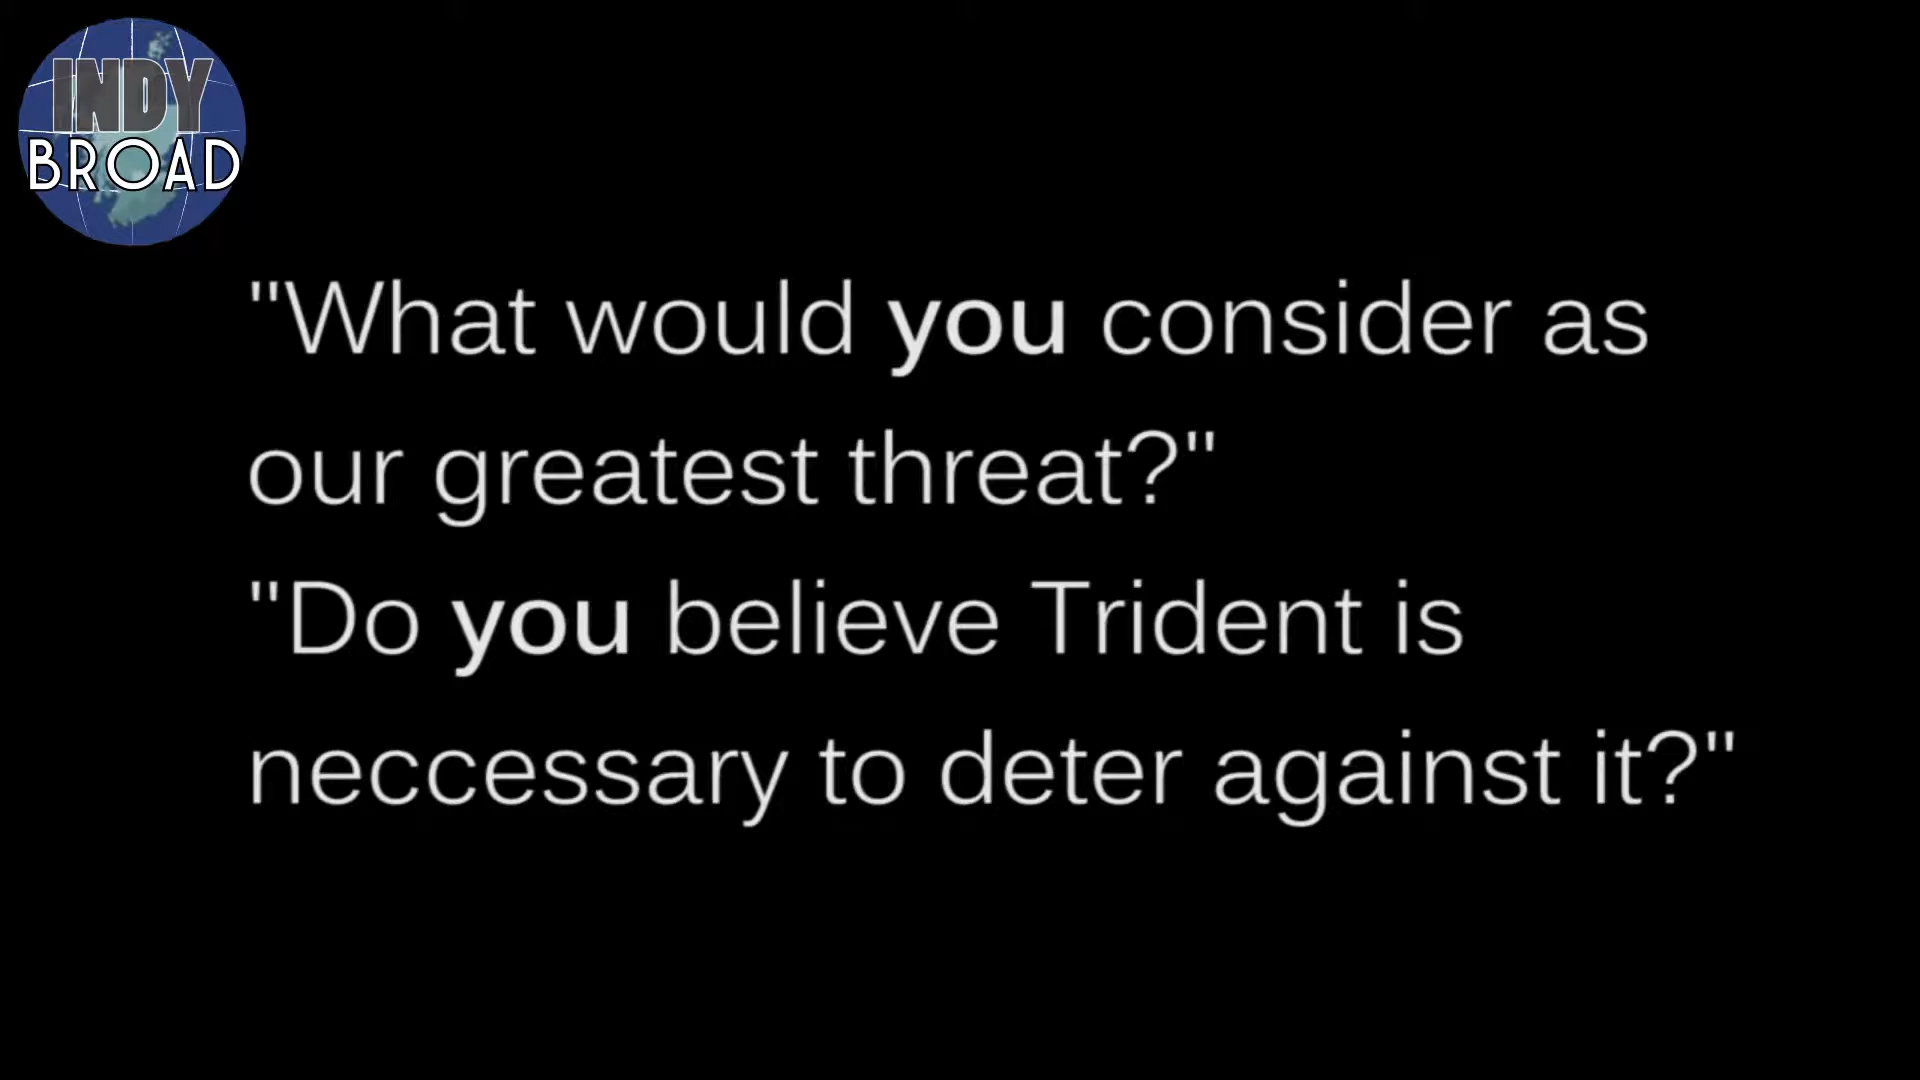 INDY
BROAD
"What would you consider as
our greatest threat?"
"Do you believe Trident is
neccessary to deter against it?"